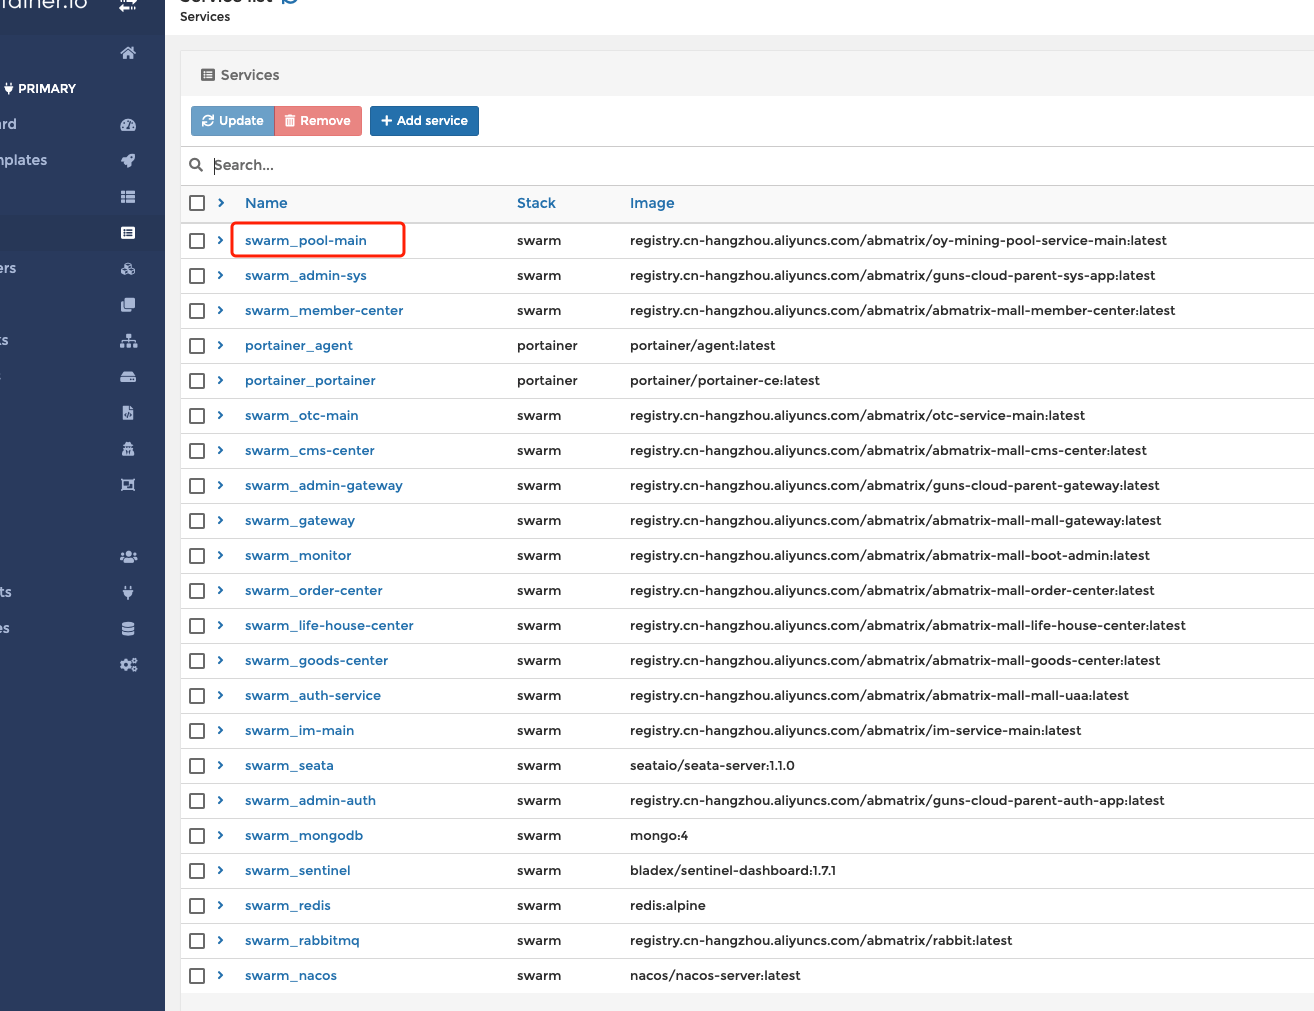 Services
Services
PRIMARY
Update
Remove
Add service
Search...
Name Stack Image
swarm_pool-main swarm registry.cn-hangzhou.aliyuncs.com/abmatrix/oy-mining-pool-service-main:latest
swarm_admin-sys swarm registry.cn-hangzhou.aliyuncs.com/abmatrix/guns-cloud-parent-sys-app:latest
swarm_member-center swarm registry.cn-hangzhou.aliyuncs.com/abmatrix/abmatrix-mall-member-center:latest
portainer_agent portainer portainer/agent:latest
portainer_portainer portainer portainer/portainer-ce:latest
swarm_otc-main swarm registry.cn-hangzhou.aliyuncs.com/abmatrix/otc-service-main:latest
swarm_cms-center swarm registry.cn-hangzhou.aliyuncs.com/abmatrix/abmatrix-mall-cms-center:latest
swarm_admin-gateway swarm registry.cn-hangzhou.aliyuncs.com/abmatrix/guns-cloud-parent-gateway:latest
swarm_gateway swarm registry.cn-hangzhou.aliyuncs.com/abmatrix/abmatrix-mall-mall-gateway:latest
swarm_monitor swarm registry.cn-hangzhou.aliyuncs.com/abmatrix/abmatrix-mall-boot-admin:latest
swarm_order-center swarm registry.cn-hangzhou.aliyuncs.com/abmatrix/abmatrix-mall-order-center:latest
swarm_life-house-center swarm registry.cn-hangzhou.aliyuncs.com/abmatrix/abmatrix-mall-life-house-center:latest
swarm_goods-center swarm registry.cn-hangzhou.aliyuncs.com/abmatrix/abmatrix-mall-goods-center:latest
swarm_auth-service swarm registry.cn-hangzhou.aliyuncs.com/abmatrix/abmatrix-mall-mall-uaa:latest
swarm_im-main swarm registry.cn-hangzhou.aliyuncs.com/abmatrix/im-service-main:latest
swarm_seata swarm seataio/seata-server:1.1.0
swarm_admin-auth swarm registry.cn-hangzhou.aliyuncs.com/abmatrix/guns-cloud-parent-auth-app:latest
swarm_mongodb swarm mongo:4
swarm_sentinel swarm bladex/sentinel-dashboard:1.7.1
swarm_redis swarm redis:alpine
swarm_rabbitmq swarm registry.cn-hangzhou.aliyuncs.com/abmatrix/rabbit:latest
swarm_nacos swarm nacos/nacos-server:latest